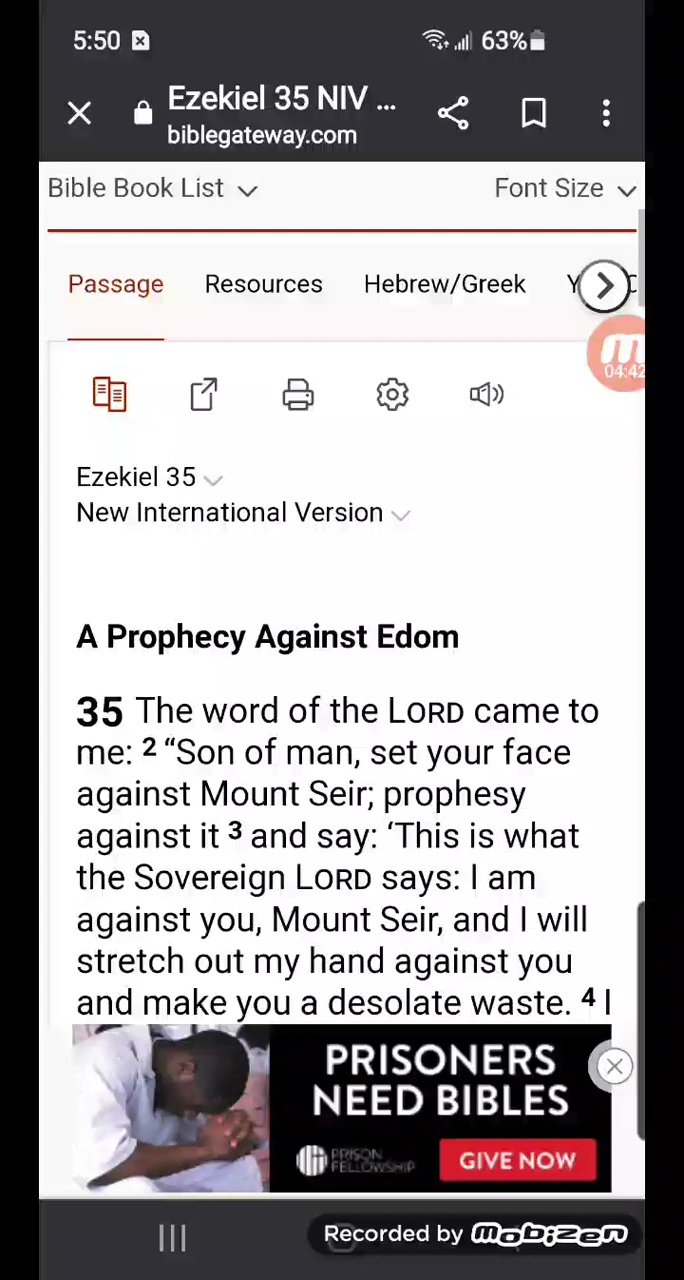 5:50 63%
Ezekiel 35 NIV ...
biblegateway.com
Bible Book List Font Size
Passage Resources Hebrew/Greek Y
04:42
Ezekiel 35
New International Version
A Prophecy Against Edom
35 The word of the LORD came to
me: 2 “Son of man, set your face
against Mount Seir; prophesy
against it 3 and say: ‘This is what
the Sovereign LORD says: I am
against you, Mount Seir, and I will
stretch out my hand against you
and make you a desolate waste. 4 I
PRISONERS
NEED BIBLES
PRISON
FELLOWSHIP
GIVE NOW
Recorded by mobizen